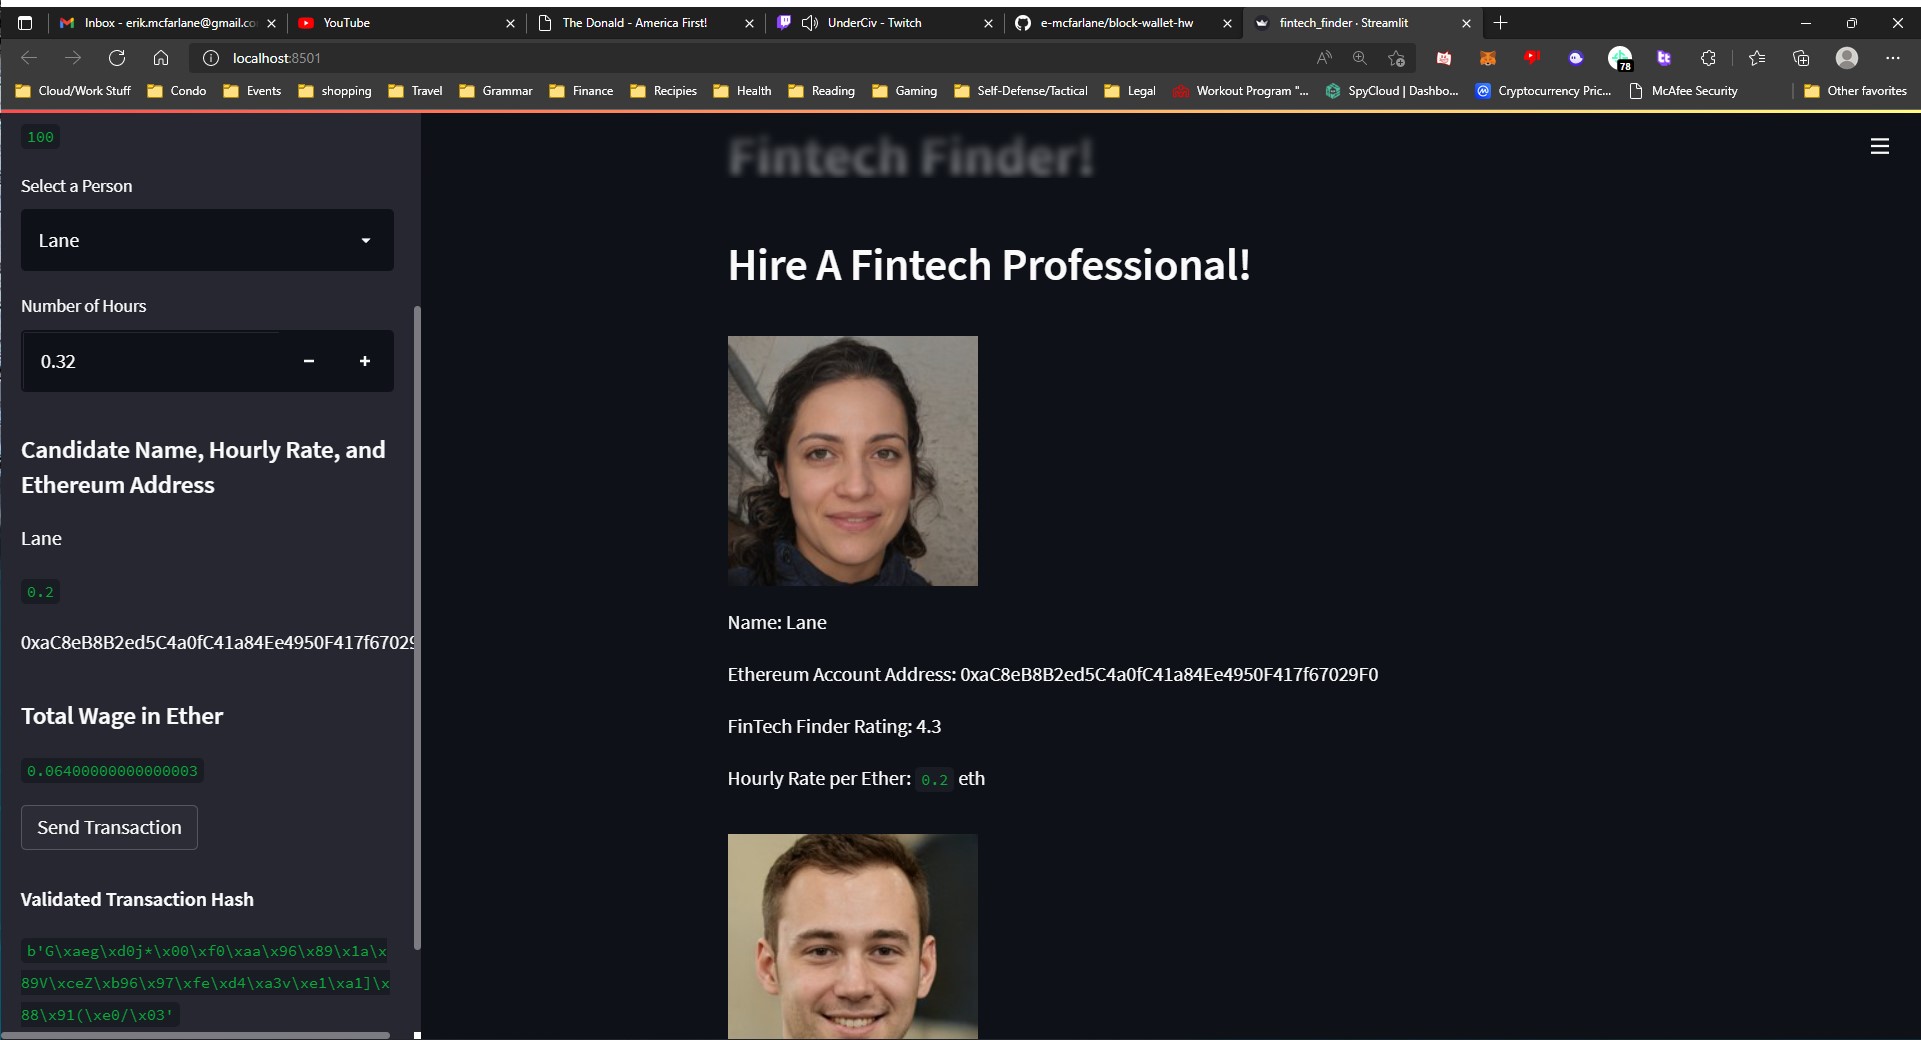 Inbox - erik.mcfarlane@gmail.co
YouTube
The Donald - America First!
UnderCiv - Twitch
e-mcfarlane/block-wallet-hw
fintech_finder · Streamlit
localhost:8501
78
Cloud/Work Stuff
Condo
Events
shopping
Travel
Grammar
Finance
Recipies
Health
Reading
Gaming
Self-Defense/Tactical
Legal
Workout Program "...
SpyCloud | Dashbo...
Cryptocurrency Pric...
McAfee Security
Other favorites
100
Select a Person
Lane
Number of Hours
0.32
Candidate Name, Hourly Rate, and
Ethereum Address
Lane
0.2
0xaC8eB8B2ed5C4a0fC41a84Ee4950F417f67029
Total Wage in Ether
0.06400000000000003
Send Transaction
Validated Transaction Hash
b'G\xaeg\xd0j*\x00\xf0\xaa\x96\x89\x1a\x
89V\xceZ\xb96\x97\xfe\xd4\xa3v\xe1\xa1]\x
88\x91(\xe0/\x03'
Fintech Finder!
Hire A Fintech Professional!
Name: Lane
Ethereum Account Address: 0xaC8eB8B2ed5C4a0fC41a84Ee4950F417f67029F0
FinTech Finder Rating: 4.3
Hourly Rate per Ether: 0.2 eth